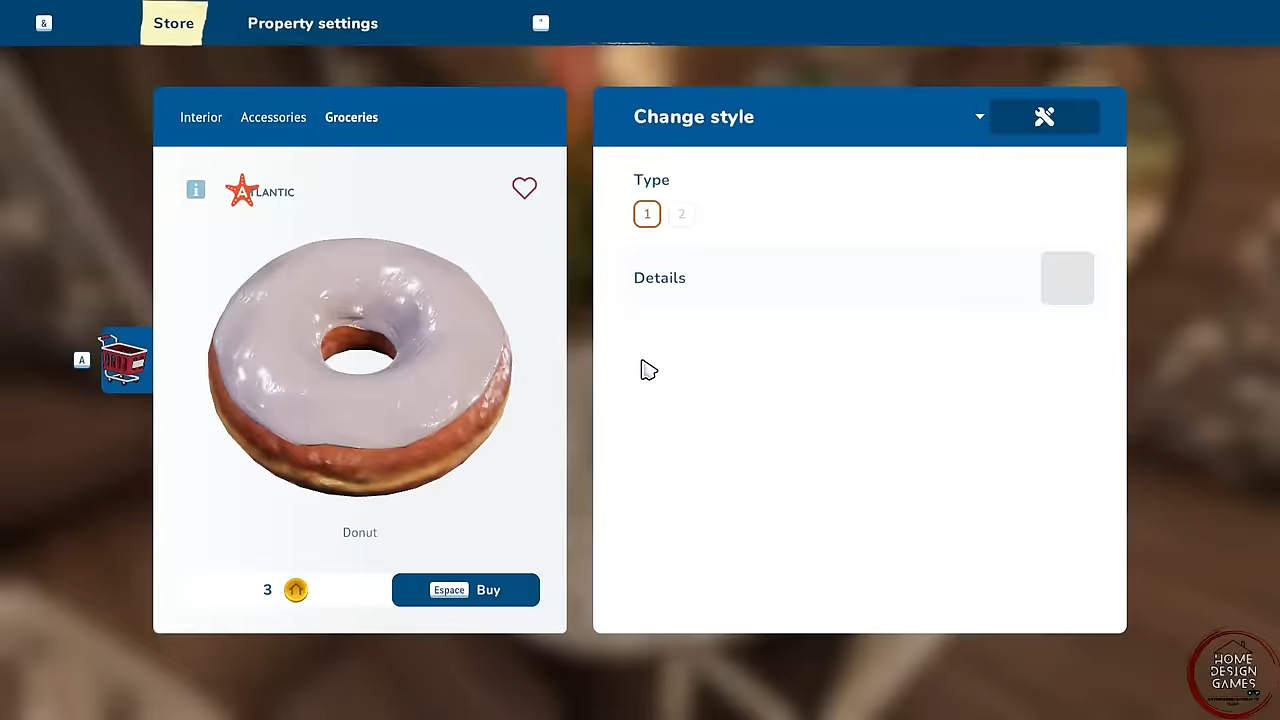 &
Store
Property settings
"
Interior
Accessories
Groceries
Change style
i
ATLANTIC
Type
1
2
Details
A
Donut
3
Espace
Buy
HOME
DESIGN
GAMES